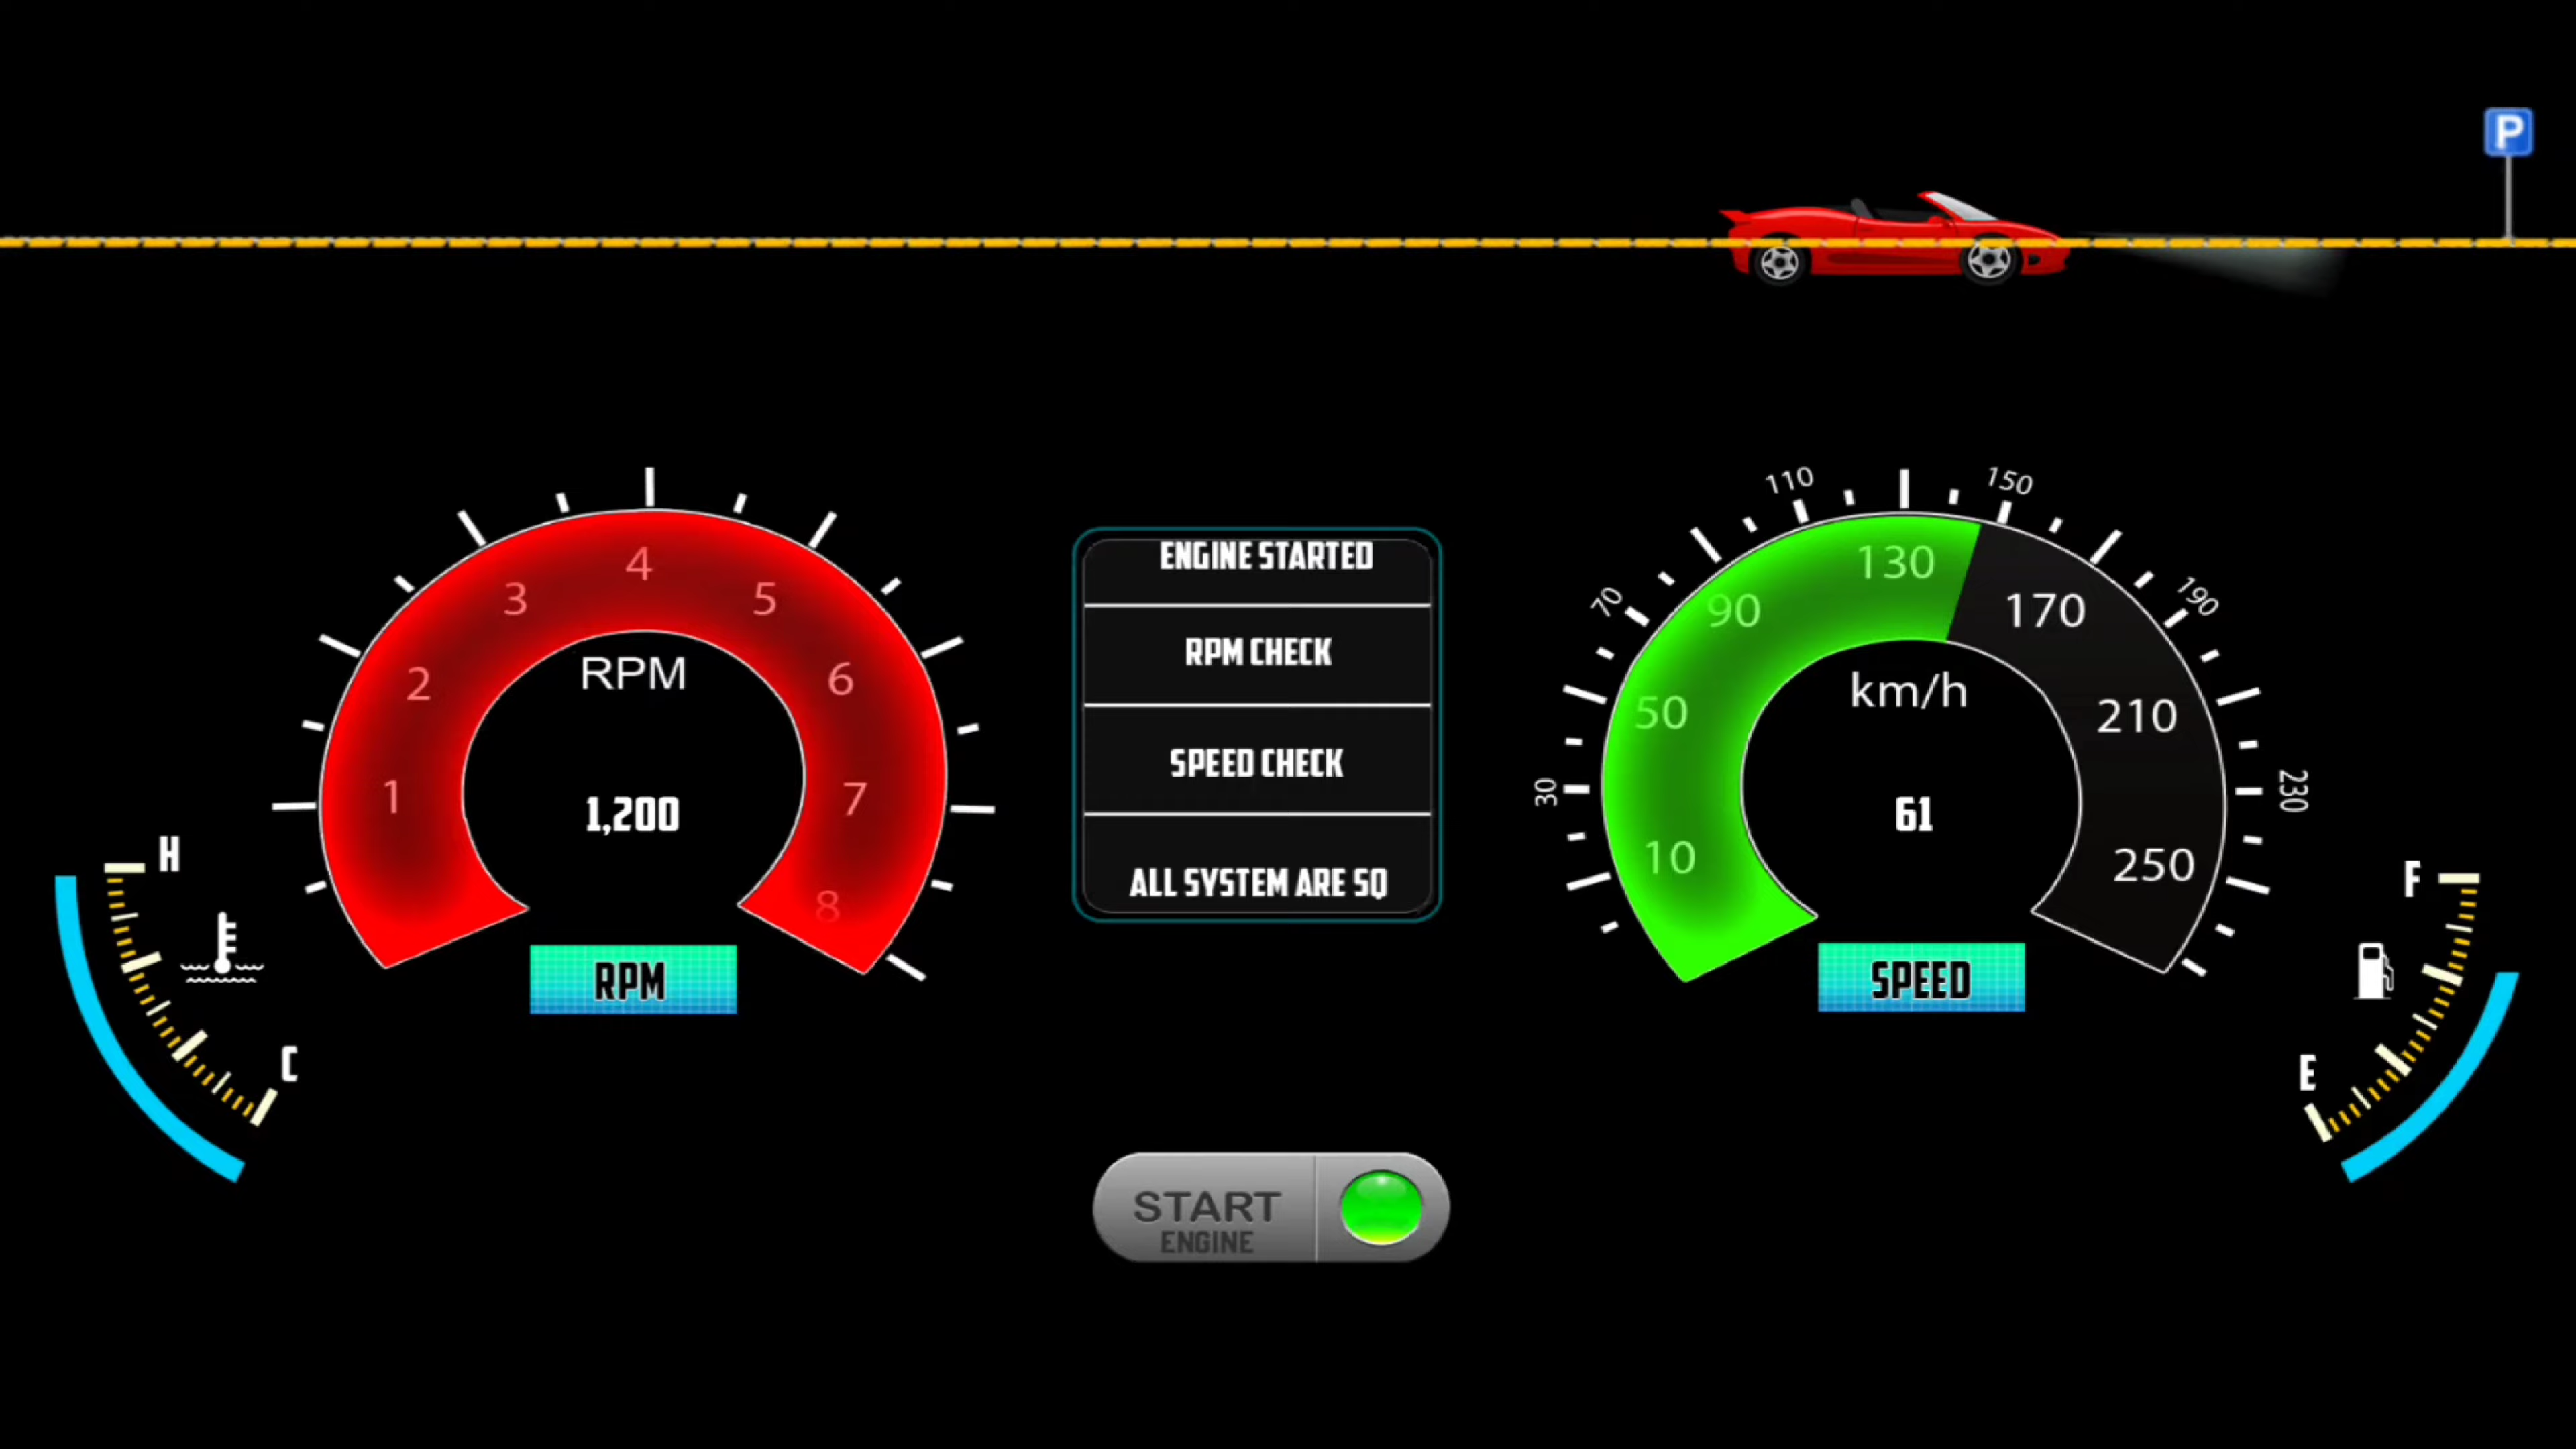 P
110
150
4
130
ENGINE STARTED
3
5
70
90
170
190
RPM CHECK
RPM
2
6
km/h
50
210
SPEED CHECK
1
7
30
230
1,200
61
H
10
250
F
ALL SYSTEM ARE SQ
8
RPM
SPEED
C
E
START
ENGINE